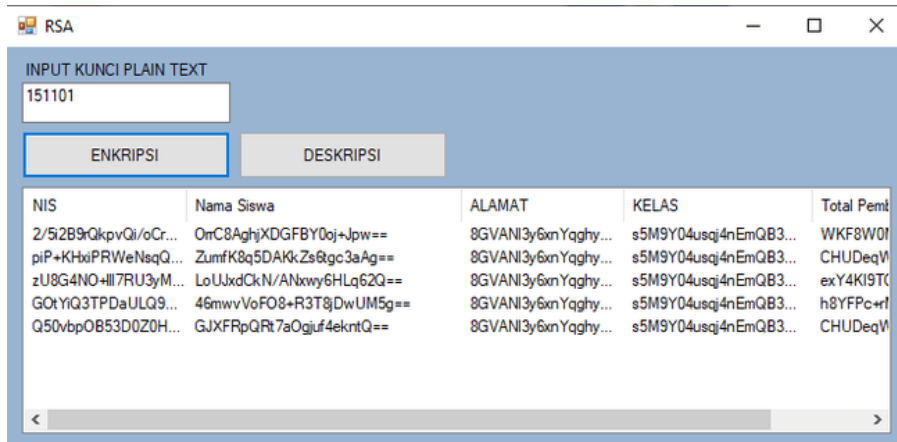 RSA
INPUT KUNCI PLAIN TEXT
151101
ENKRIPSI DESKRIPSI
NIS Nama Siswa ALAMAT KELAS Total Pemb
2/5i2B9rQkpvQi/oCr... OrrC8AghjXDGFBY0oj+Jpw== 8GVANI3y6xnYqghy... s5M9Y04usqj4nEmQB3... WKF8W0
piP+KHxiPRWeNsqQ... ZumfK8q5DAKkZs6tgc3aAg== 8GVANI3y6xnYqghy... s5M9Y04usqj4nEmQB3... CHUDeqW
zU8G4NO+lll7RU3yM... LoUJxdCkN/ANxwy6HLq62Q== 8GVANI3y6xnYqghy... s5M9Y04usqj4nEmQB3... exY4KI9T
GOtYiQ3TPDaULQ9... 46mwvVoFO8+R3T8jDwUM5g== 8GVANI3y6xnYqghy... s5M9Y04usqj4nEmQB3... h8YFPc+r
Q50vbpOB53D0Z0H... GJXFRpQRt7aOgjuf4ekntQ== 8GVANI3y6xnYqghy... s5M9Y04usqj4nEmQB3... CHUDeqW